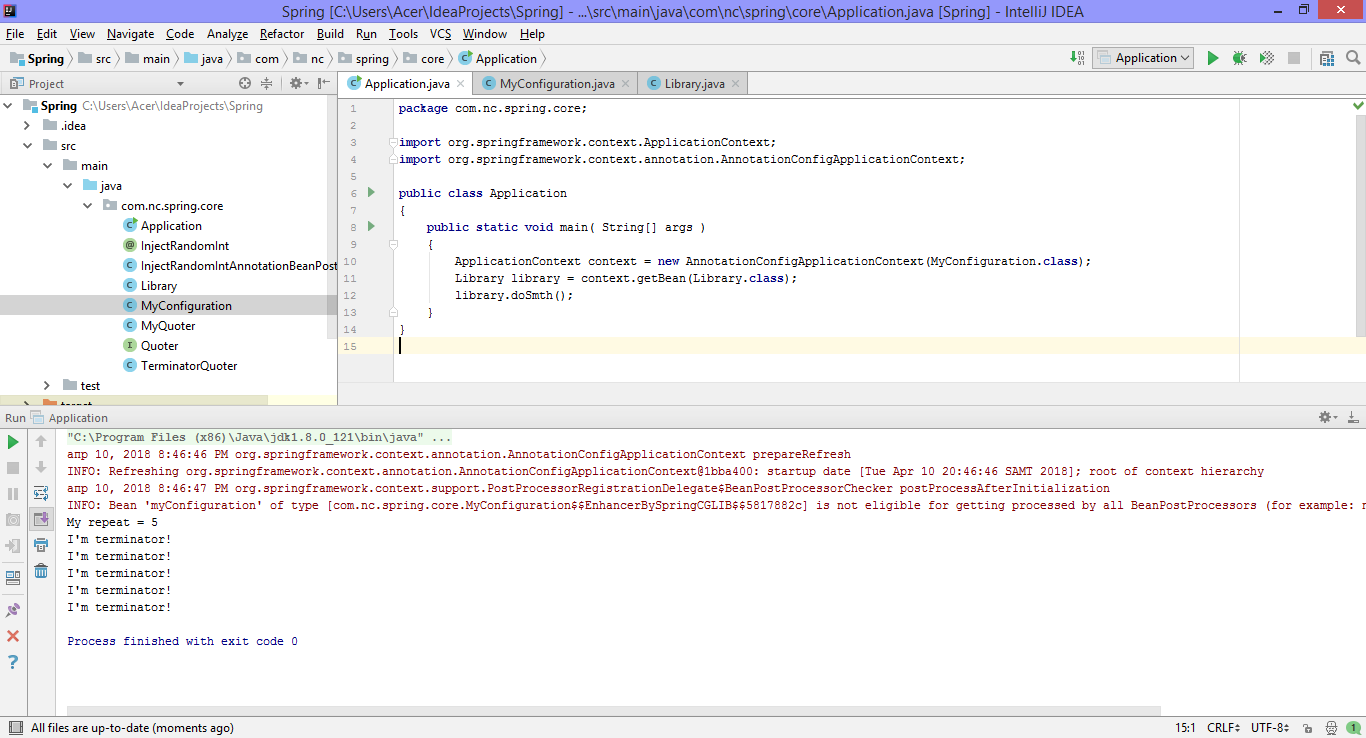 Spring [C:\Users\Acer\IdeaProjects\Spring] - ...\src\main\java\com\nc\spring\core\Application.java [Spring] - IntelliJ IDEA
File Edit View Navigate Code Analyze Refactor Build Run Tools VCS Window Help
Spring src main java com nc spring core Application Application
Project
Application.java MyConfiguration.java Library.java
Spring C:\Users\Acer\IdeaProjects\Spring
.idea
src
main
java
com.nc.spring.core
Application
InjectRandomInt
InjectRandomIntAnnotationBeanPost
Library
MyConfiguration
MyQuoter
Quoter
TerminatorQuoter
test
target
1 package com.nc.spring.core;
2
3 import org.springframework.context.ApplicationContext;
4 import org.springframework.context.annotation.AnnotationConfigApplicationContext;
5
6 public class Application
7 {
8 public static void main( String[] args )
9 {
10 ApplicationContext context = new AnnotationConfigApplicationContext(MyConfiguration.class);
11 Library library = context.getBean(Library.class);
12 library.doSmth();
13 }
14 }
15
Run Application
"C:\Program Files (x86)\Java\jdk1.8.0_121\bin\java" ...
апр 10, 2018 8:46:46 PM org.springframework.context.annotation.AnnotationConfigApplicationContext prepareRefresh
INFO: Refreshing org.springframework.context.annotation.AnnotationConfigApplicationContext@1bba400: startup date [Tue Apr 10 20:46:46 SAMT 2018]; root of context hierarchy
апр 10, 2018 8:46:47 PM org.springframework.context.support.PostProcessorRegistrationDelegate$BeanPostProcessorChecker postProcessAfterInitialization
INFO: Bean 'myConfiguration' of type [com.nc.spring.core.MyConfiguration$$EnhancerBySpringCGLIB$$5817882c] is not eligible for getting processed by all BeanPostProcessors (for example:
My repeat = 5
I'm terminator!
I'm terminator!
I'm terminator!
I'm terminator!
I'm terminator!
Process finished with exit code 0
All files are up-to-date (moments ago) 15:1 CRLF UTF-8 1